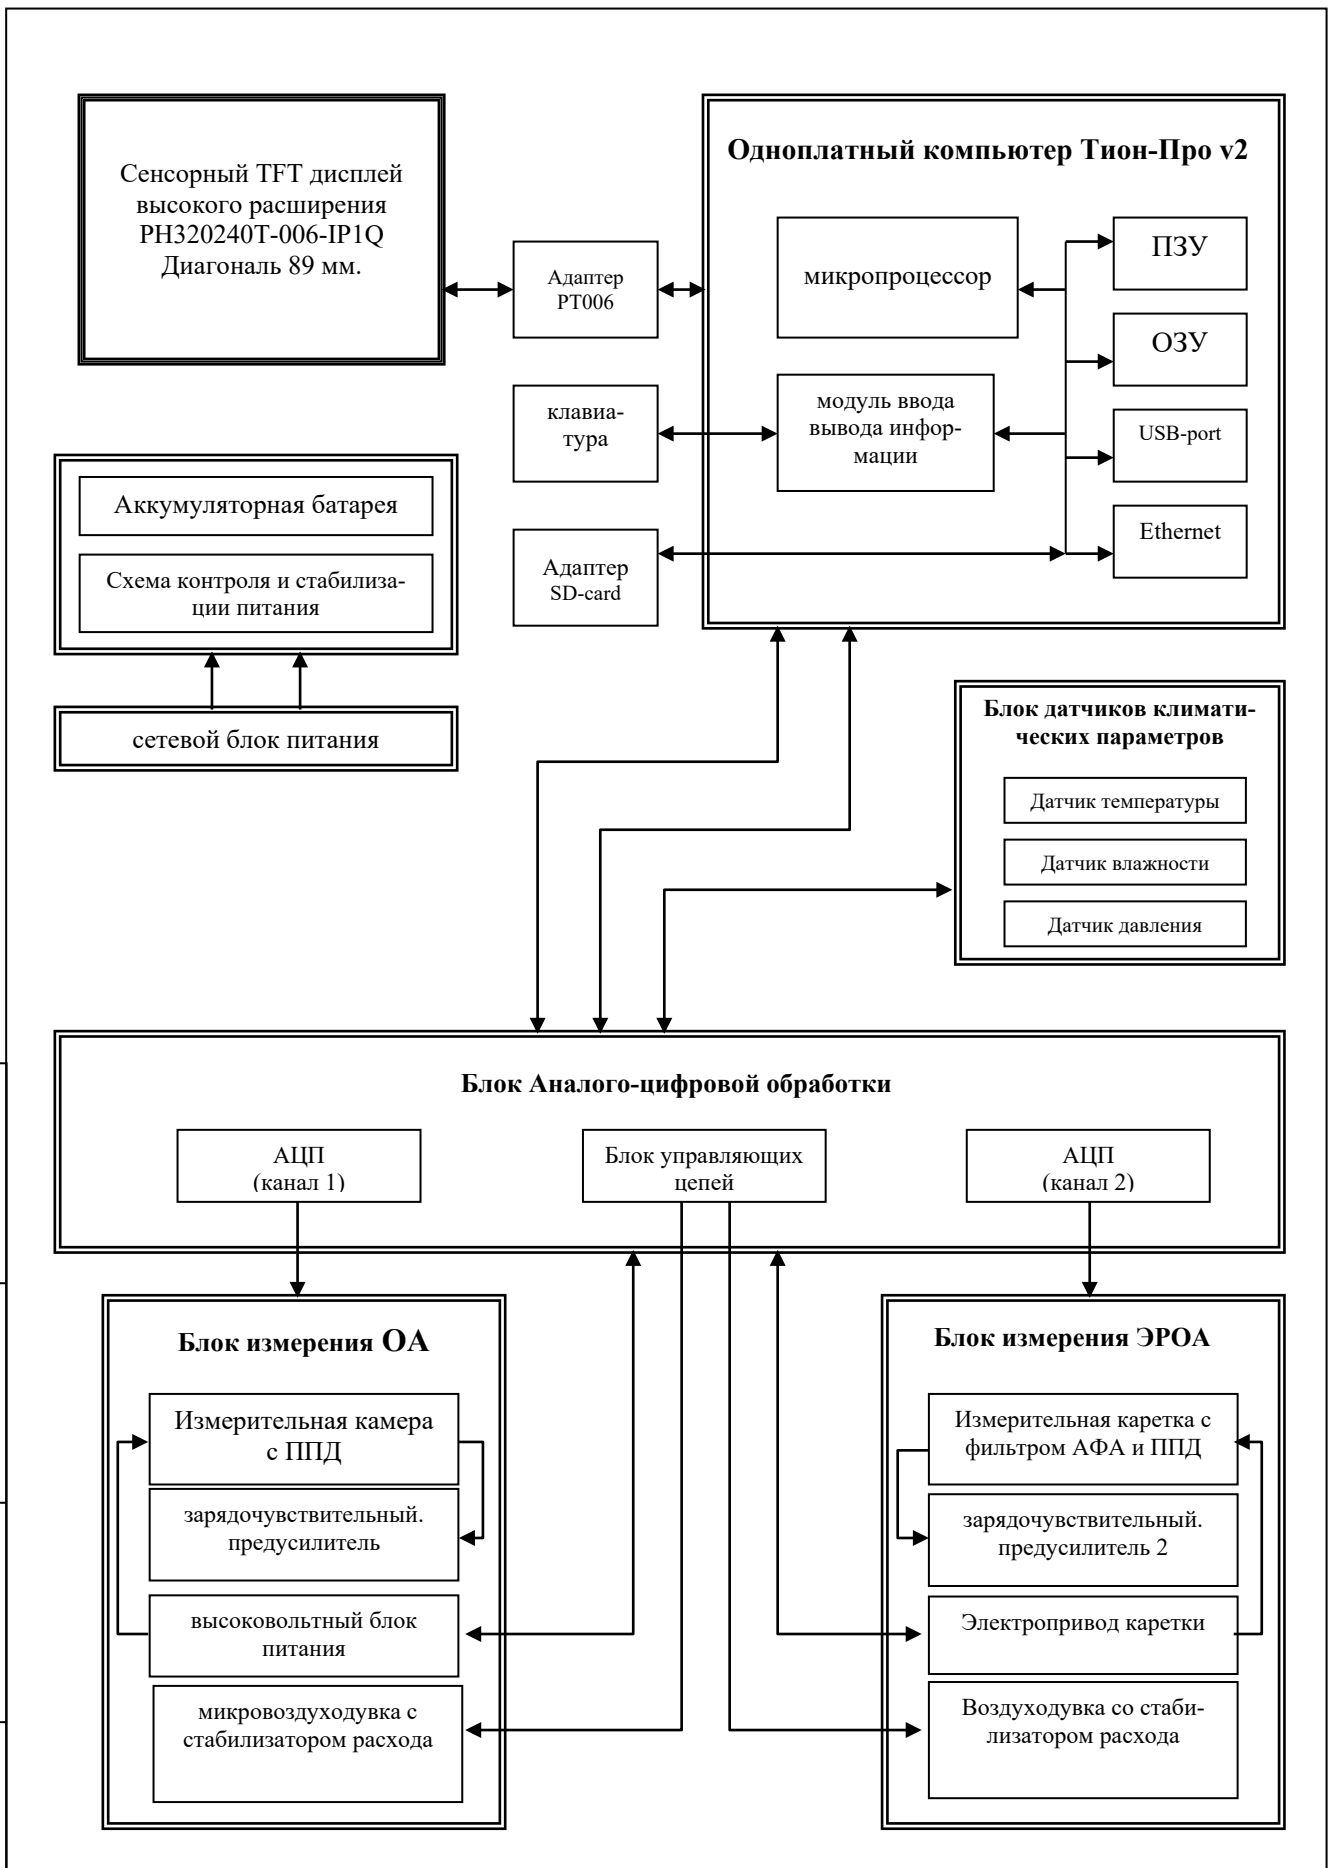 Сенсорный TFT дисплей
высокого расширения
PH320240T-006-IP1Q
Диагональ 89 мм.
Одноплатный компьютер Тион-Про v2
микропроцессор
ПЗУ
Адаптер
PT006
ОЗУ
клавиа-
тура
модуль ввода
вывода инфор-
мации
USB-port
Аккумуляторная батарея
Схема контроля и стабилиза-
ции питания
Адаптер
SD-card
Ethernet
сетевой блок питания
Блок датчиков климати-
ческих параметров
Датчик температуры
Датчик влажности
Датчик давления
Блок Аналого-цифровой обработки
АЦП
(канал 1)
Блок управляющих
цепей
АЦП
(канал 2)
Блок измерения ОА
Измерительная камера
с ППД
зарядочувствительный.
предусилитель
высоковольтный блок
питания
микровоздуходувка с
стабилизатором расхода
Блок измерения ЭРОА
Измерительная каретка с
фильтром АФА и ППД
зарядочувствительный.
предусилитель 2
Электропривод каретки
Воздуходувка со стаби-
лизатором расхода